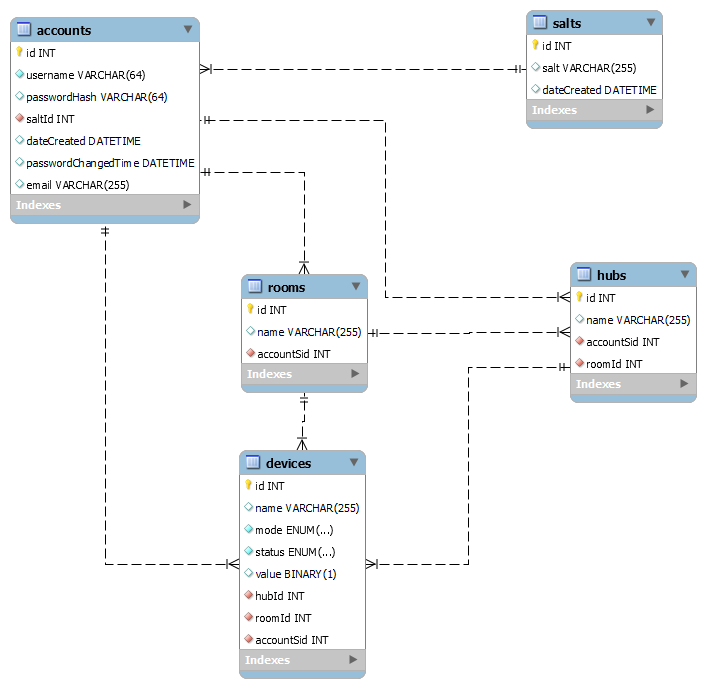 accounts
id INT
username VARCHAR(64)
passwordHash VARCHAR(64)
saltId INT
dateCreated DATETIME
passwordChangedTime DATETIME
email VARCHAR(255)
Indexes
salts
id INT
salt VARCHAR(255)
dateCreated DATETIME
Indexes
rooms
id INT
name VARCHAR(255)
accountSid INT
Indexes
hubs
id INT
name VARCHAR(255)
accountSid INT
roomId INT
Indexes
devices
id INT
name VARCHAR(255)
mode ENUM(...)
status ENUM(...)
value BINARY(1)
hubId INT
roomId INT
accountSid INT
Indexes